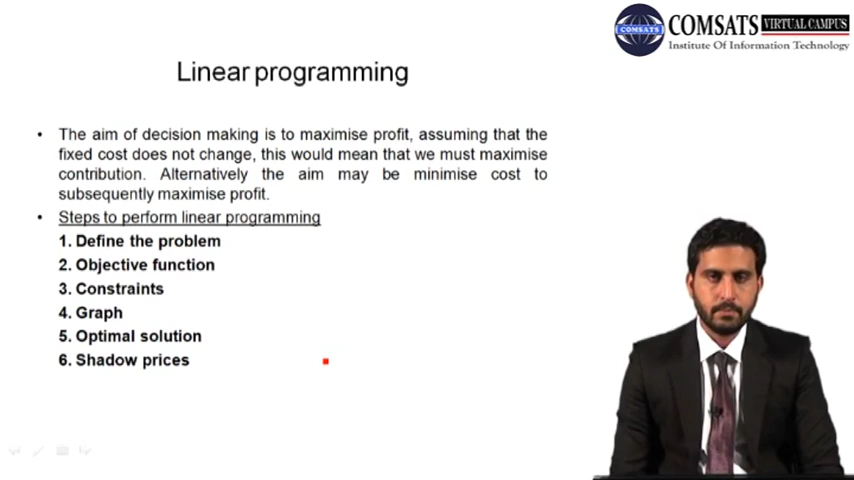 COMSATS VIRTUAL CAMPUS
COMSATS
Institute Of Information Technology
Linear programming
• The aim of decision making is to maximise profit, assuming that the
fixed cost does not change, this would mean that we must maximise
contribution. Alternatively the aim may be minimise cost to
subsequently maximise profit.
• Steps to perform linear programming
1. Define the problem
2. Objective function
3. Constraints
4. Graph
5. Optimal solution
6. Shadow prices